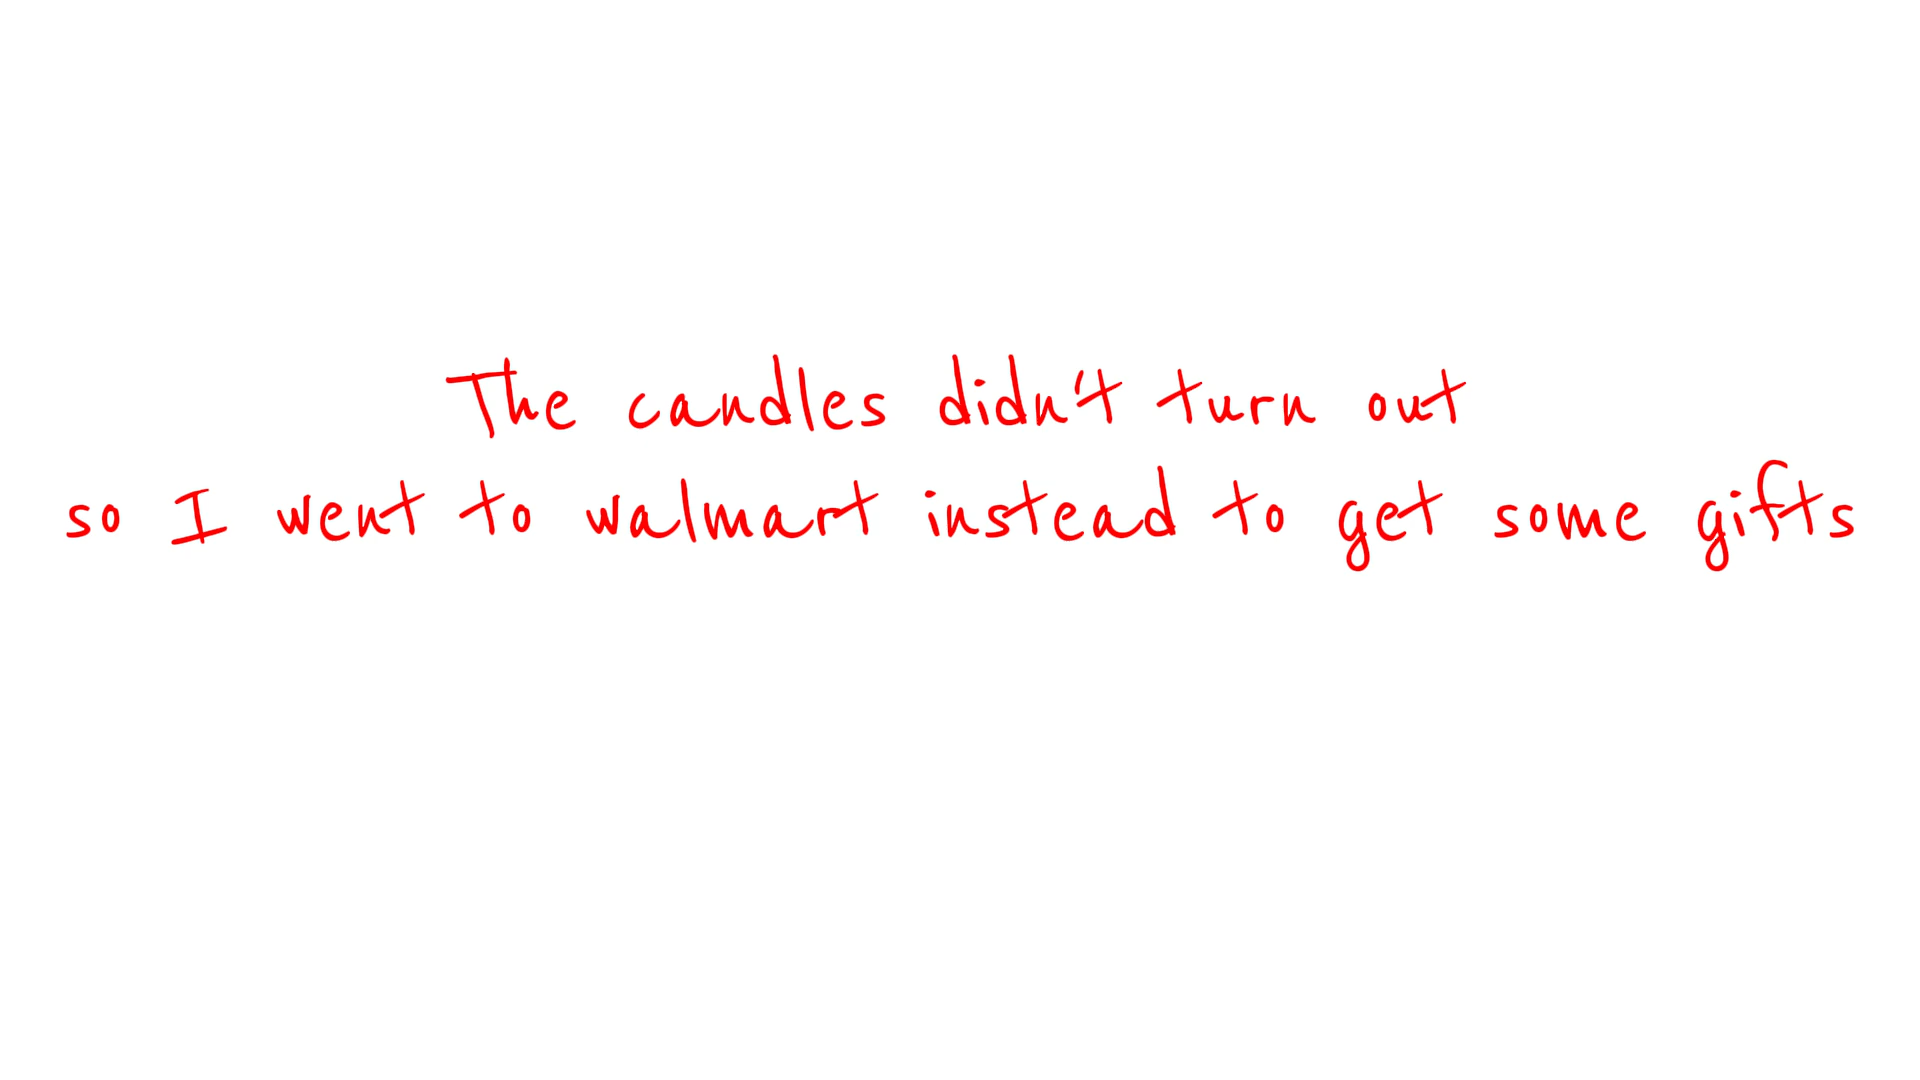 The candles didn't turn out
so I went to walmart instead to get some gifts